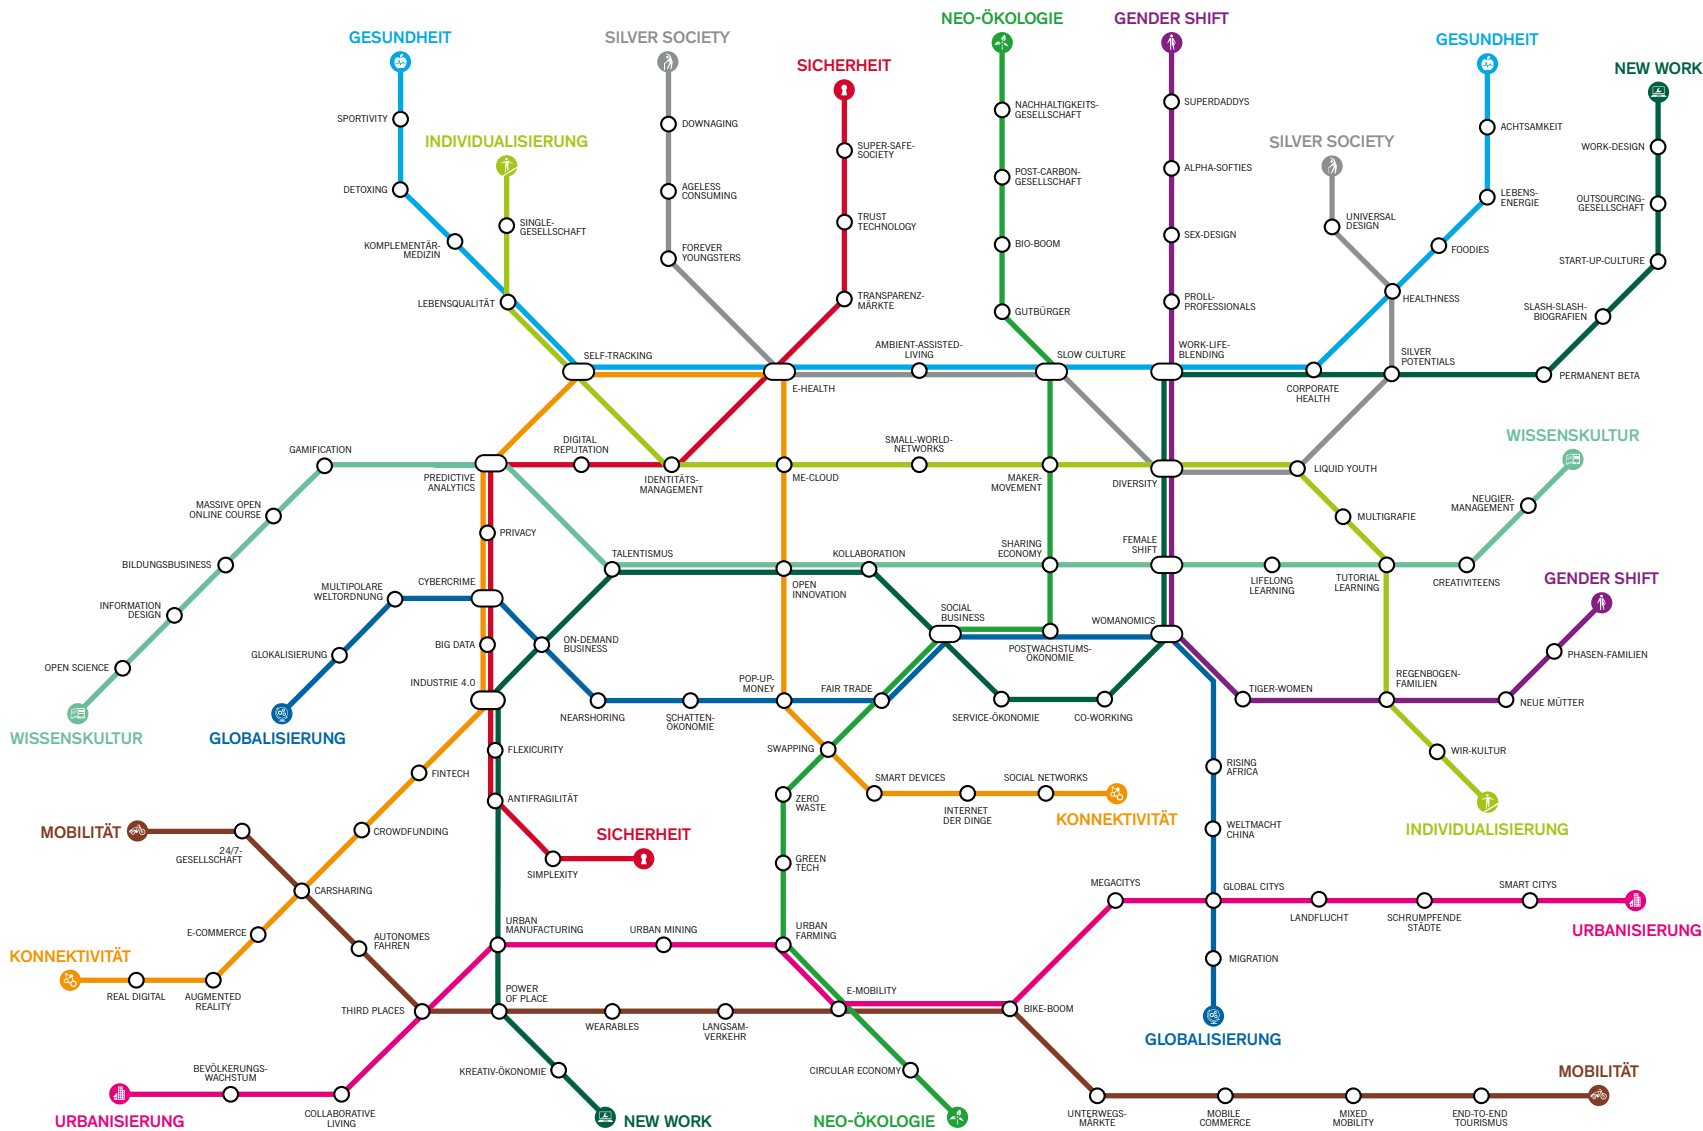 NEO-ÖKOLOGIE
GENDER SHIFT
GESUNDHEIT
SILVER SOCIETY
GESUNDHEIT
SICHERHEIT
NEW WORK
NACHHALTIGKEITS-
GESELLSCHAFT
SUPERDADDYS
SPORTIVITY
DOWNAGING
ACHTSAMKEIT
INDIVIDUALISIERUNG
SILVER SOCIETY
SUPER-SAFE-
SOCIETY
WORK-DESIGN
POST-CARBON-
GESELLSCHAFT
ALPHA-SOFTIES
DETOXING
AGELESS
CONSUMING
LEBENS-
ENERGIE
OUTSOURCING-
GESELLSCHAFT
SINGLE-
GESELLSCHAFT
TRUST
TECHNOLOGY
UNIVERSAL
DESIGN
KOMPLEMENTÄR-
MEDIZIN
FOREVER
YOUNGSTERS
BIO-BOOM
SEX-DESIGN
FOODIES
START-UP-CULTURE
LEBENSQUALITÄT
TRANSPARENZ-
MÄRKTE
GUTBÜRGER
PROLL-
PROFESSIONALS
HEALTHNESS
SLASH-SLASH-
BIOGRAFIEN
SELF-TRACKING
AMBIENT-ASSISTED-
LIVING
SLOW CULTURE
WORK-LIFE-
BLENDING
SILVER
POTENTIALS
E-HEALTH
CORPORATE
HEALTH
PERMANENT BETA
WISSENSKULTUR
GAMIFICATION
DIGITAL
REPUTATION
SMALL-WORLD-
NETWORKS
PREDICTIVE
ANALYTICS
IDENTITÄTS-
MANAGEMENT
ME-CLOUD
MAKER-
MOVEMENT
DIVERSITY
LIQUID YOUTH
MASSIVE OPEN
ONLINE COURSE
NEUGIER-
MANAGEMENT
MULTIGRAFIE
PRIVACY
BILDUNGSBUSINESS
TALENTISMUS
KOLLABORATION
SHARING
ECONOMY
FEMALE
SHIFT
MULTIPOLARE
WELTORDNUNG
CYBERCRIME
OPEN
INNOVATION
LIFELONG
LEARNING
TUTORIAL
LEARNING
CREATIVITEENS
GENDER SHIFT
INFORMATION
DESIGN
SOCIAL
BUSINESS
WOMANOMICS
GLOKALISIERUNG
BIG DATA
ON-DEMAND
BUSINESS
POSTWACHSTUMS-
ÖKONOMIE
PHASEN-FAMILIEN
OPEN SCIENCE
INDUSTRIE 4.0
POP-UP-
MONEY
FAIR TRADE
TIGER-WOMEN
REGENBOGEN-
FAMILIEN
NEUE MÜTTER
WISSENSKULTUR
GLOBALISIERUNG
NEARSHORING
SCHATTEN-
ÖKONOMIE
SERVICE-ÖKONOMIE
CO-WORKING
FLEXICURITY
SWAPPING
WIR-KULTUR
FINTECH
SMART DEVICES
SOCIAL NETWORKS
RISING
AFRICA
ANTIFRAGILITÄT
ZERO
WASTE
INTERNET
DER DINGE
KONNEKTIVITÄT
INDIVIDUALISIERUNG
MOBILITÄT
CROWDFUNDING
SICHERHEIT
WELTMACHT
CHINA
24/7-
GESELLSCHAFT
SIMPLEXITY
GREEN
TECH
CARSHARING
MEGACITYS
GLOBAL CITYS
SMART CITYS
LANDFLUCHT
SCHRUMPFENDE
STÄDTE
URBANISIERUNG
E-COMMERCE
AUTONOMES
FAHREN
URBAN
MANUFACTURING
URBAN MINING
URBAN
FARMING
KONNEKTIVITÄT
MIGRATION
REAL DIGITAL
AUGMENTED
REALITY
POWER
OF PLACE
E-MOBILITY
THIRD PLACES
WEARABLES
LANGSAM-
VERKEHR
BIKE-BOOM
GLOBALISIERUNG
BEVÖLKERUNGS-
WACHSTUM
KREATIV-ÖKONOMIE
CIRCULAR ECONOMY
MOBILITÄT
URBANISIERUNG
COLLABORATIVE
LIVING
NEW WORK
NEO-ÖKOLOGIE
UNTERWEGS-
MÄRKTE
MOBILE
COMMERCE
MIXED
MOBILITY
END-TO-END
TOURISMUS